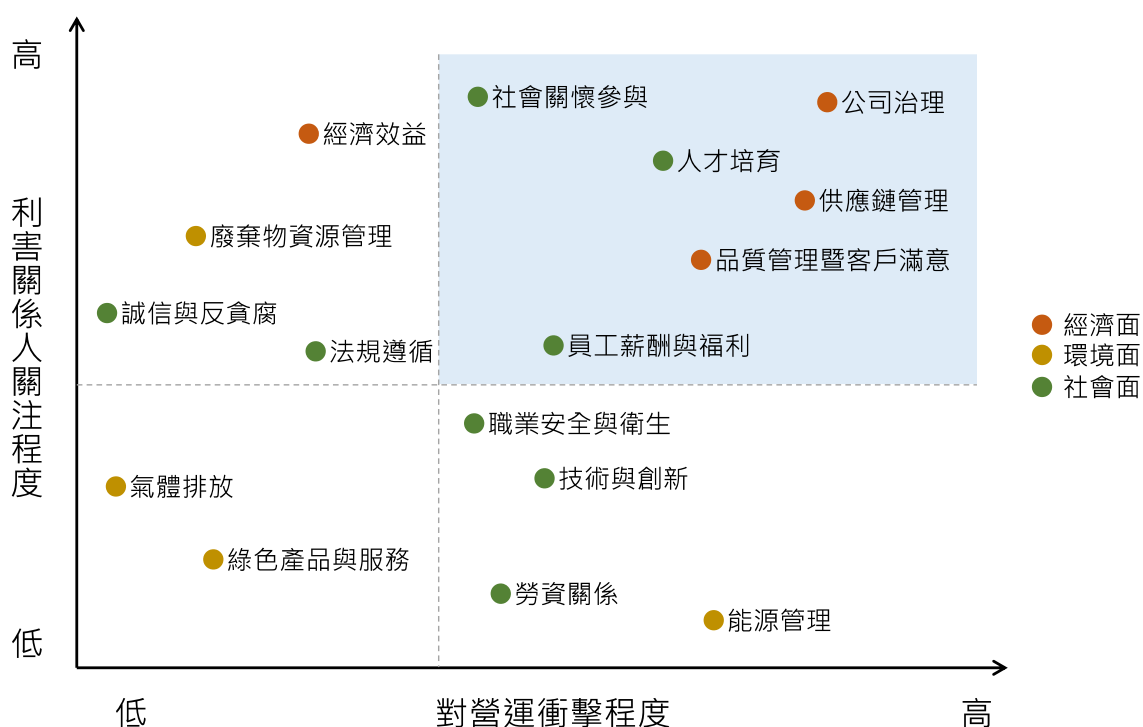 高
社會關懷參與
公司治理
經濟效益
人才培育
供應鏈管理
利害關係人關注程度
廢棄物資源管理
品質管理暨客戶滿意
誠信與反貪腐
經濟面
法規遵循
員工薪酬與福利
環境面
社會面
職業安全與衛生
技術與創新
氣體排放
綠色產品與服務
勞資關係
能源管理
低
低
對營運衝擊程度
高